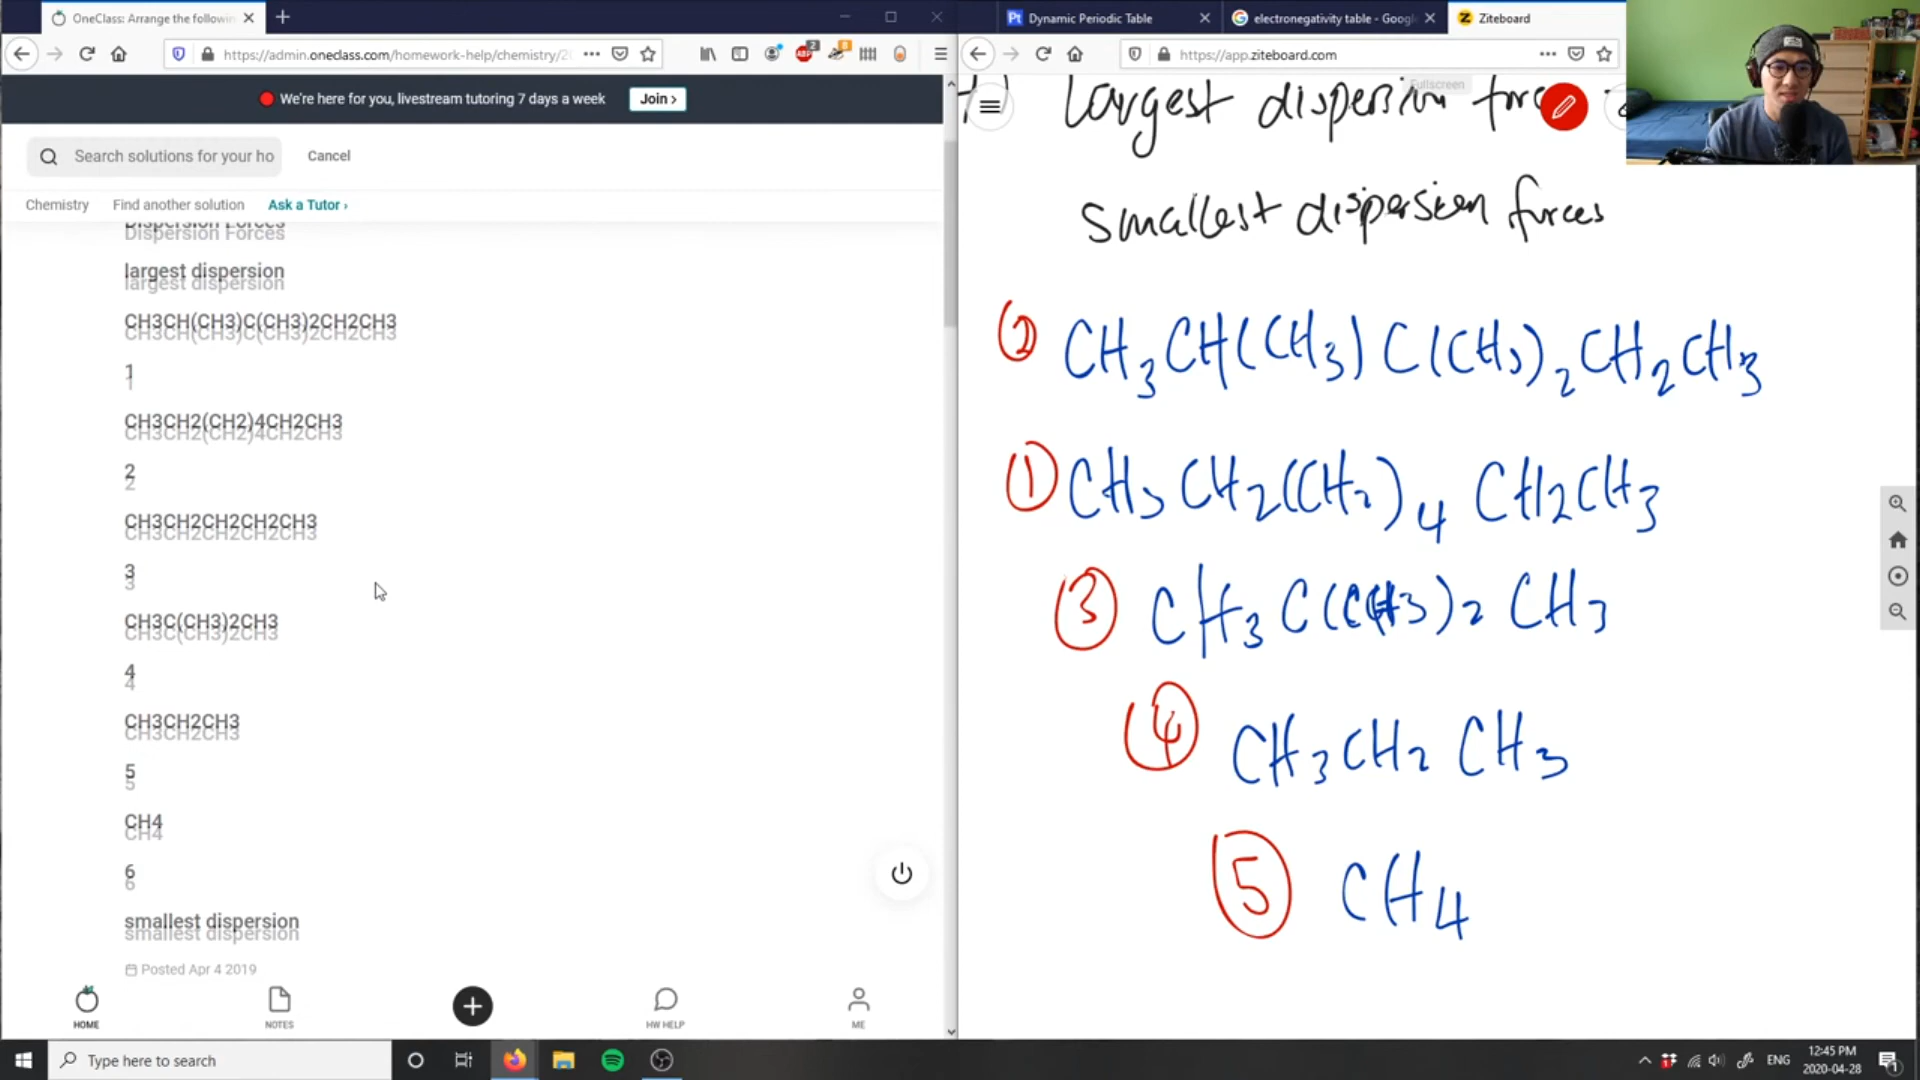 OneClass: Arrange the followin
Dynamic Periodic Table
electronegativity table - Googl
Ziteboard
https://admin.oneclass.com/homework-help/chemistry/2
https://app.ziteboard.com
We're here for you, livestream tutoring 7 days a week
Join >
Search solutions for your ho
Cancel
Chemistry
Find another solution
Ask a Tutor ›
Dispersion Forces
largest dispersion
CH3CH(CH3)C(CH3)2CH2CH3
1
CH3CH2(CH2)4CH2CH3
2
CH3CH2CH2CH2CH3
3
CH3C(CH3)2CH3
4
CH3CH2CH3
5
CH4
6
smallest dispersion
Posted Apr 4 2019
HOME
NOTES
HW HELP
ME
Fullscreen
largest dispersion forc
smallest dispersion forces
② CH3CH(CH3)C(CH3)2CH2CH3
① CH3CH2(CH2)4CH2CH3
③ CH3C(CH3)2CH3
④ CH3CH2CH3
⑤ CH4
Type here to search
ENG
12:45 PM
2020-04-28